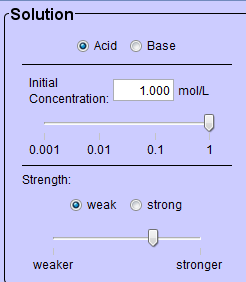 Solution
Acid Base
Initial
Concentration: 1.000 mol/L
0.001 0.01 0.1 1
Strength:
weak strong
weaker stronger